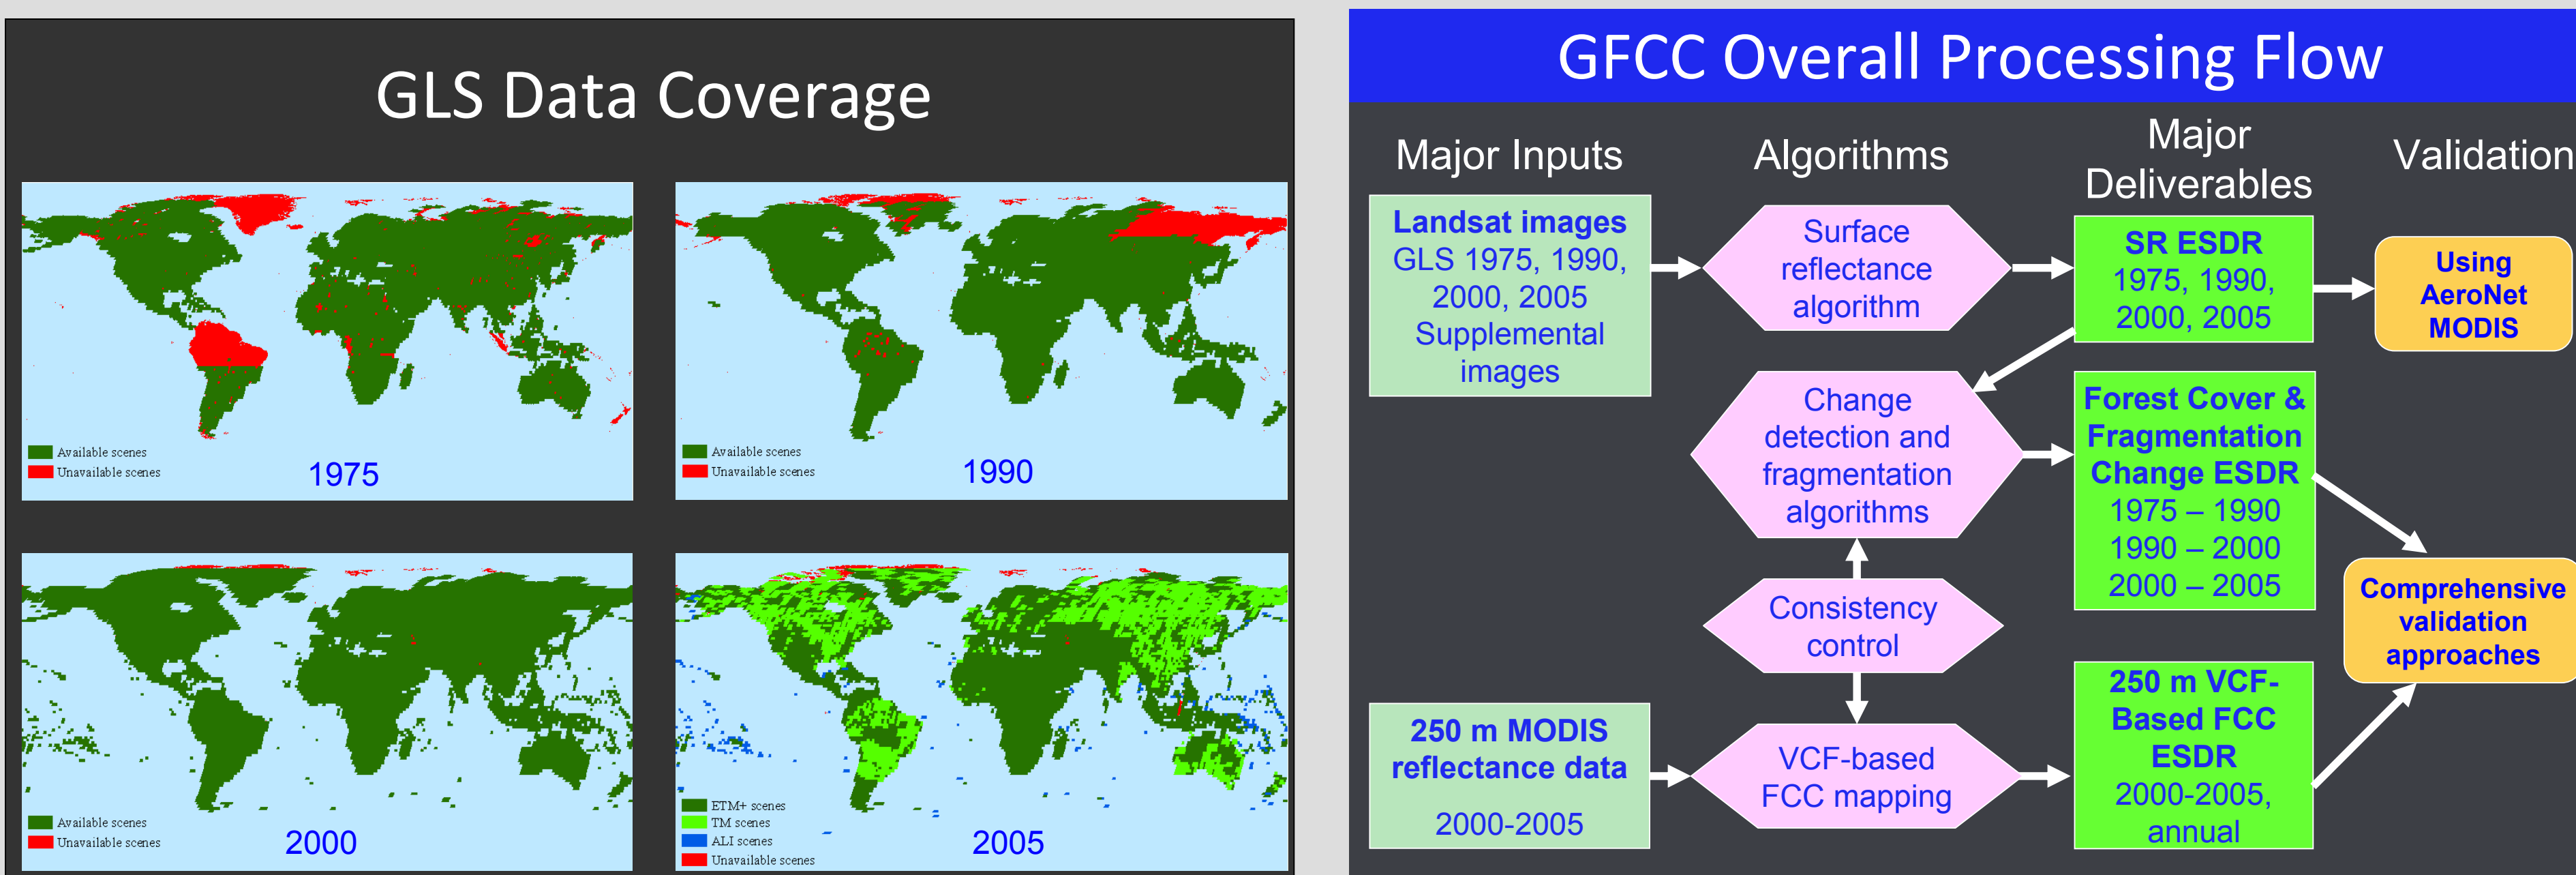 GLS Data Coverage
Available scenes
Unavailable scenes
1975
Available scenes
Unavailable scenes
1990
Available scenes
Unavailable scenes
2000
ETM+ scenes
TM scenes
ALI scenes
Unavailable scenes
2005
GFCC Overall Processing Flow
Major Inputs
Algorithms
Major
Deliverables
Validation
Landsat images
GLS 1975, 1990,
2000, 2005
Supplemental
images
Surface
reflectance
algorithm
SR ESDR
1975, 1990,
2000, 2005
Using
AeroNet
MODIS
Change
detection and
fragmentation
algorithms
Forest Cover &
Fragmentation
Change ESDR
1975 – 1990
1990 – 2000
2000 – 2005
Consistency
control
Comprehensive
validation
approaches
250 m MODIS
reflectance data
2000-2005
VCF-based
FCC mapping
250 m VCF-
Based FCC
ESDR
2000-2005,
annual